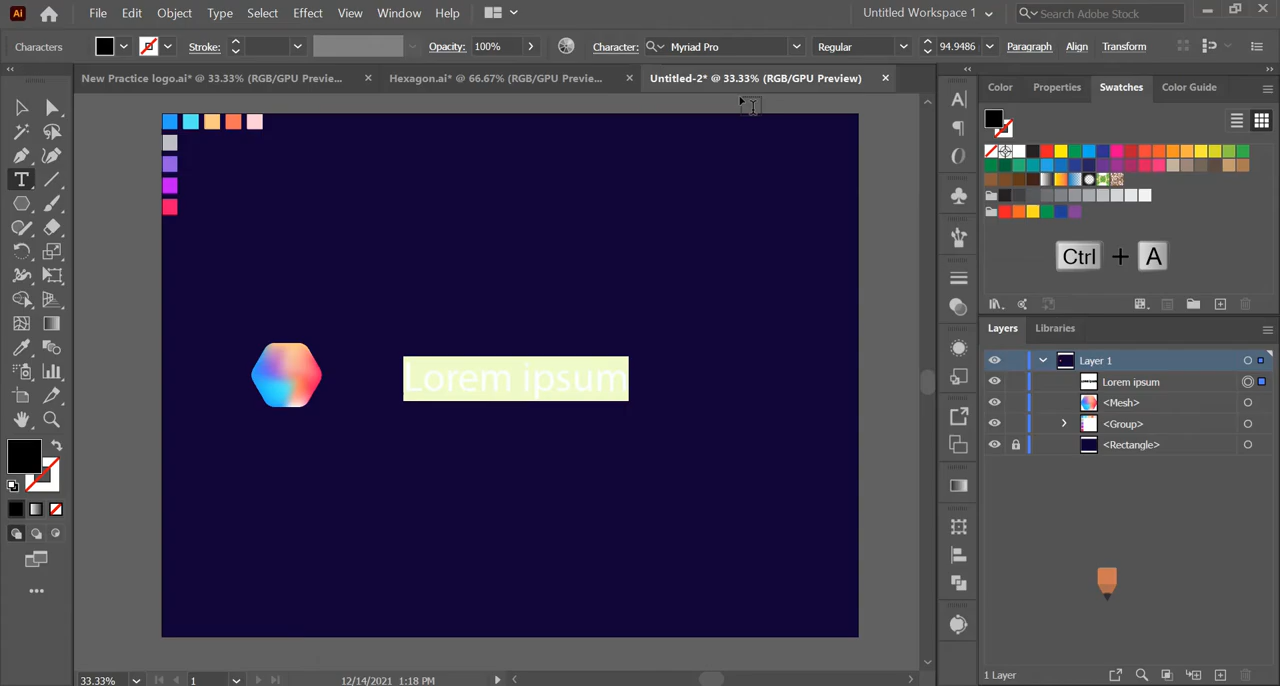 Ai File Edit Object Type Select Effect View Window Help Untitled Workspace 1 Search Adobe Stock
Characters Stroke: Opacity: 100% Character: Myriad Pro Regular 94.9486 Paragraph Align Transform
New Practice logo.ai* @ 33.33% (RGB/GPU Previe... Hexagon.ai* @ 66.67% (RGB/GPU Previe... Untitled-2* @ 33.33% (RGB/GPU Preview)
Color Properties Swatches Color Guide
Ctrl + A
Layers Libraries
Layer 1
Lorem ipsum
Lorem ipsum
<Mesh>
<Group>
<Rectangle>
33.33% 1 12/14/2021 1:18 PM 1 Layer